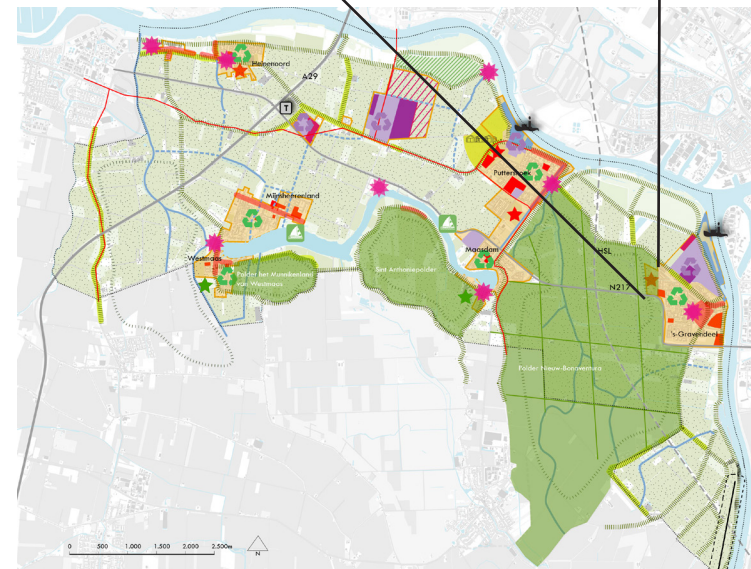 Heinenoord
A29
T
Puttershoek
Mijnsheerenland
Maasdam
HSL
Westmaas
Polder het Munnikenland
van Westmaas
Sint Anthoniepolder
N217
's-Gravendeel
Polder Nieuw-Bonaventura
0 500 1.000 1.500 2.000 2.500m
N